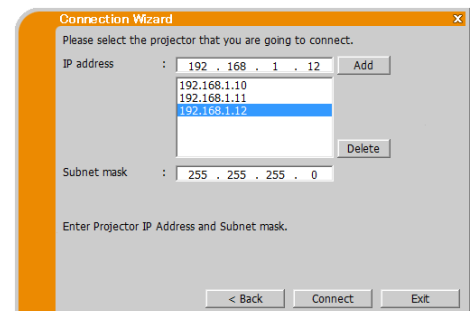 Connection Wizard x
Please select the projector that you are going to connect.
IP address : 192 . 168 . 1 . 12 Add
192.168.1.10
192.168.1.11
192.168.1.12
Delete
Subnet mask : 255 . 255 . 255 . 0
Enter Projector IP Address and Subnet mask.
< Back Connect Exit